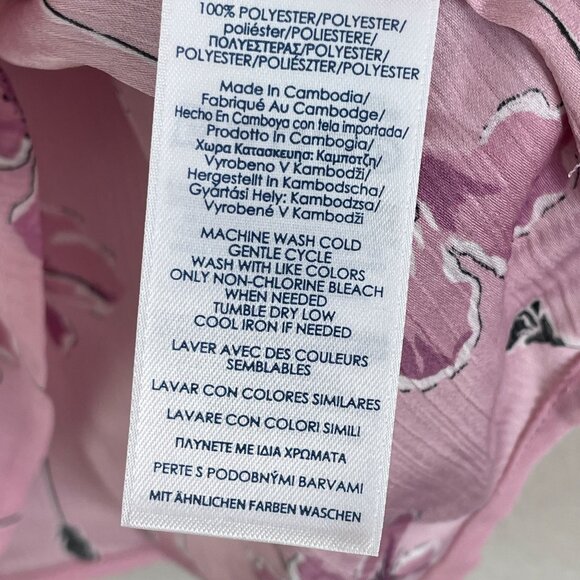 100% POLYESTER/POLYESTER/
poliéster/POLIESTERE/
ΠΟΛΥΕΣΤΕΡΑΣ/POLYESTER/
POLYESTER/POLIÉSZTER/POLYESTER
Made In Cambodia/
Fabriqué Au Cambodge/
Hecho En Camboya con tela importada/
Prodotto In Cambogia/
Χωρα Κατασκευηα: Καμποτζη/
Vyrobeno V Kambodži/
Hergestellt In Kambodscha/
Gyártási Hely: Kambodzsa/
Vyrobené V Kambodži
MACHINE WASH COLD
GENTLE CYCLE
WASH WITH LIKE COLORS
ONLY NON-CHLORINE BLEACH
WHEN NEEDED
TUMBLE DRY LOW
COOL IRON IF NEEDED
LAVER AVEC DES COULEURS
SEMBLABLES
LAVAR CON COLORES SIMILARES
LAVARE CON COLORI SIMILI
ΠΛΥΝΕΤΕ ΜΕ ΙΔΙΑ ΧΡΩΜΑΤΑ
PERTE S PODOBNÝMI BARVAMI
MIT ÄHNLICHEN FARBEN WASCHEN